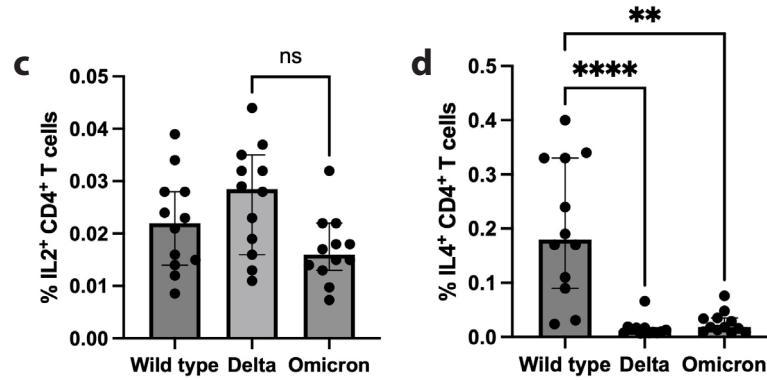 c
ns
% IL2⁺ CD4⁺ T cells
0.05
0.04
0.03
0.02
0.01
0.00
Wild type Delta Omicron
d
**
****
% IL4⁺ CD4⁺ T cells
0.5
0.4
0.3
0.2
0.1
0.0
Wild type Delta Omicron